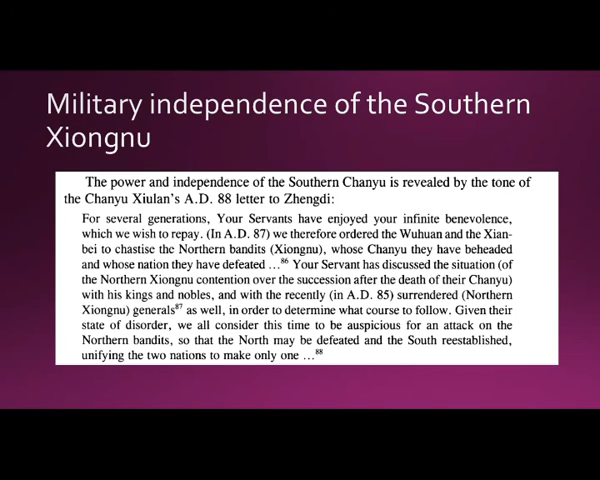 Military independence of the Southern
Xiongnu
The power and independence of the Southern Chanyu is revealed by the tone of
the Chanyu Xiulan's A.D. 88 letter to Zhengdi:
For several generations, Your Servants have enjoyed your infinite benevolence,
which we wish to repay. (In A.D. 87) we therefore ordered the Wuhuan and the Xian-
bei to chastise the Northern bandits (Xiongnu), whose Chanyu they have beheaded
and whose nation they have defeated ...86 Your Servant has discussed the situation (of
the Northern Xiongnu contention over the succession after the death of their Chanyu)
with his kings and nobles, and with the recently (in A.D. 85) surrendered (Northern
Xiongnu) generals87 as well, in order to determine what course to follow. Given their
state of disorder, we all consider this time to be auspicious for an attack on the
Northern bandits, so that the North may be defeated and the South reestablished,
unifying the two nations to make only one ...88